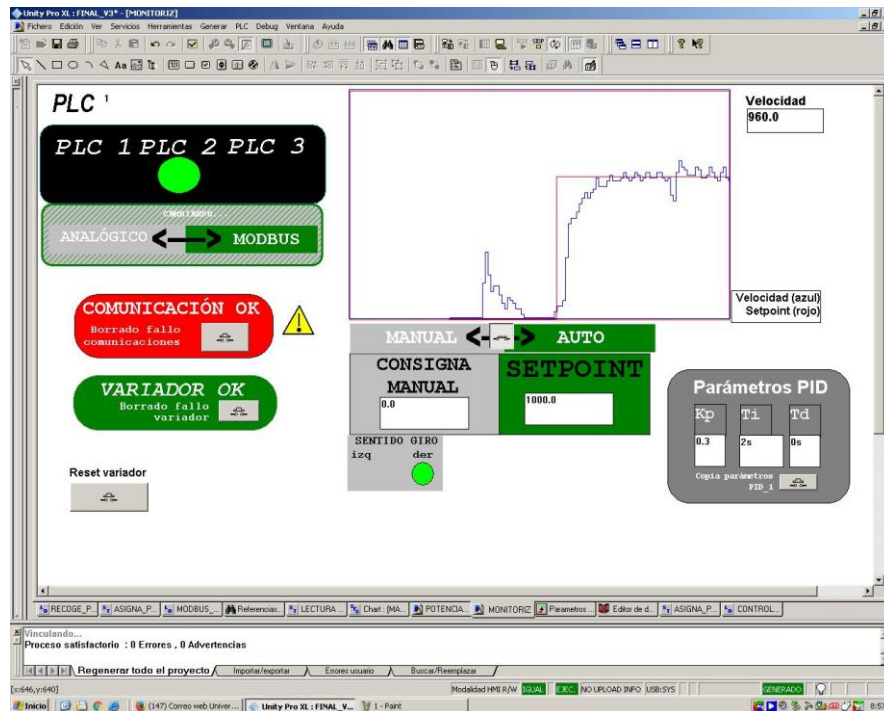 Unity Pro XL : FINAL_V3* - [MONITORIZ]
Fichero Edición Ver Servicios Herramientas Generar PLC Debug Ventana Ayuda
PLC 1
PLC 1 PLC 2 PLC 3
CAMBIANDO...
ANALÓGICO MODBUS
COMUNICACIÓN OK
Borrado fallo
comunicaciones
VARIADOR OK
Borrado fallo
variador
Reset variador
Velocidad
960.0
Velocidad (azul)
Setpoint (rojo)
MANUAL AUTO
CONSIGNA
MANUAL
0.0
SETPOINT
1000.0
SENTIDO GIRO
izq der
Parámetros PID
Kp Ti Td
0.3 2s 0s
Copia parámetros
PID_1
RECOGE_P... ASIGNA_P... MODBUS_... Referencias... LECTURA... Chart : [MA... POTENCIA... MONITORIZ Parametros ... Editor de d... ASIGNA_P... CONTROL...
Vinculando...
Proceso satisfactorio : 0 Errores , 0 Advertencias
Regenerar todo el proyecto Importar/exportar Errores usuario Buscar/Reemplazar
[x:646,y:640] Modalidad HMI R/W IGUAL EJEC. NO UPLOAD INFO USB:SYS GENERADO
Inicio (147) Correo web Univer... Unity Pro XL : FINAL_V... 1 - Paint